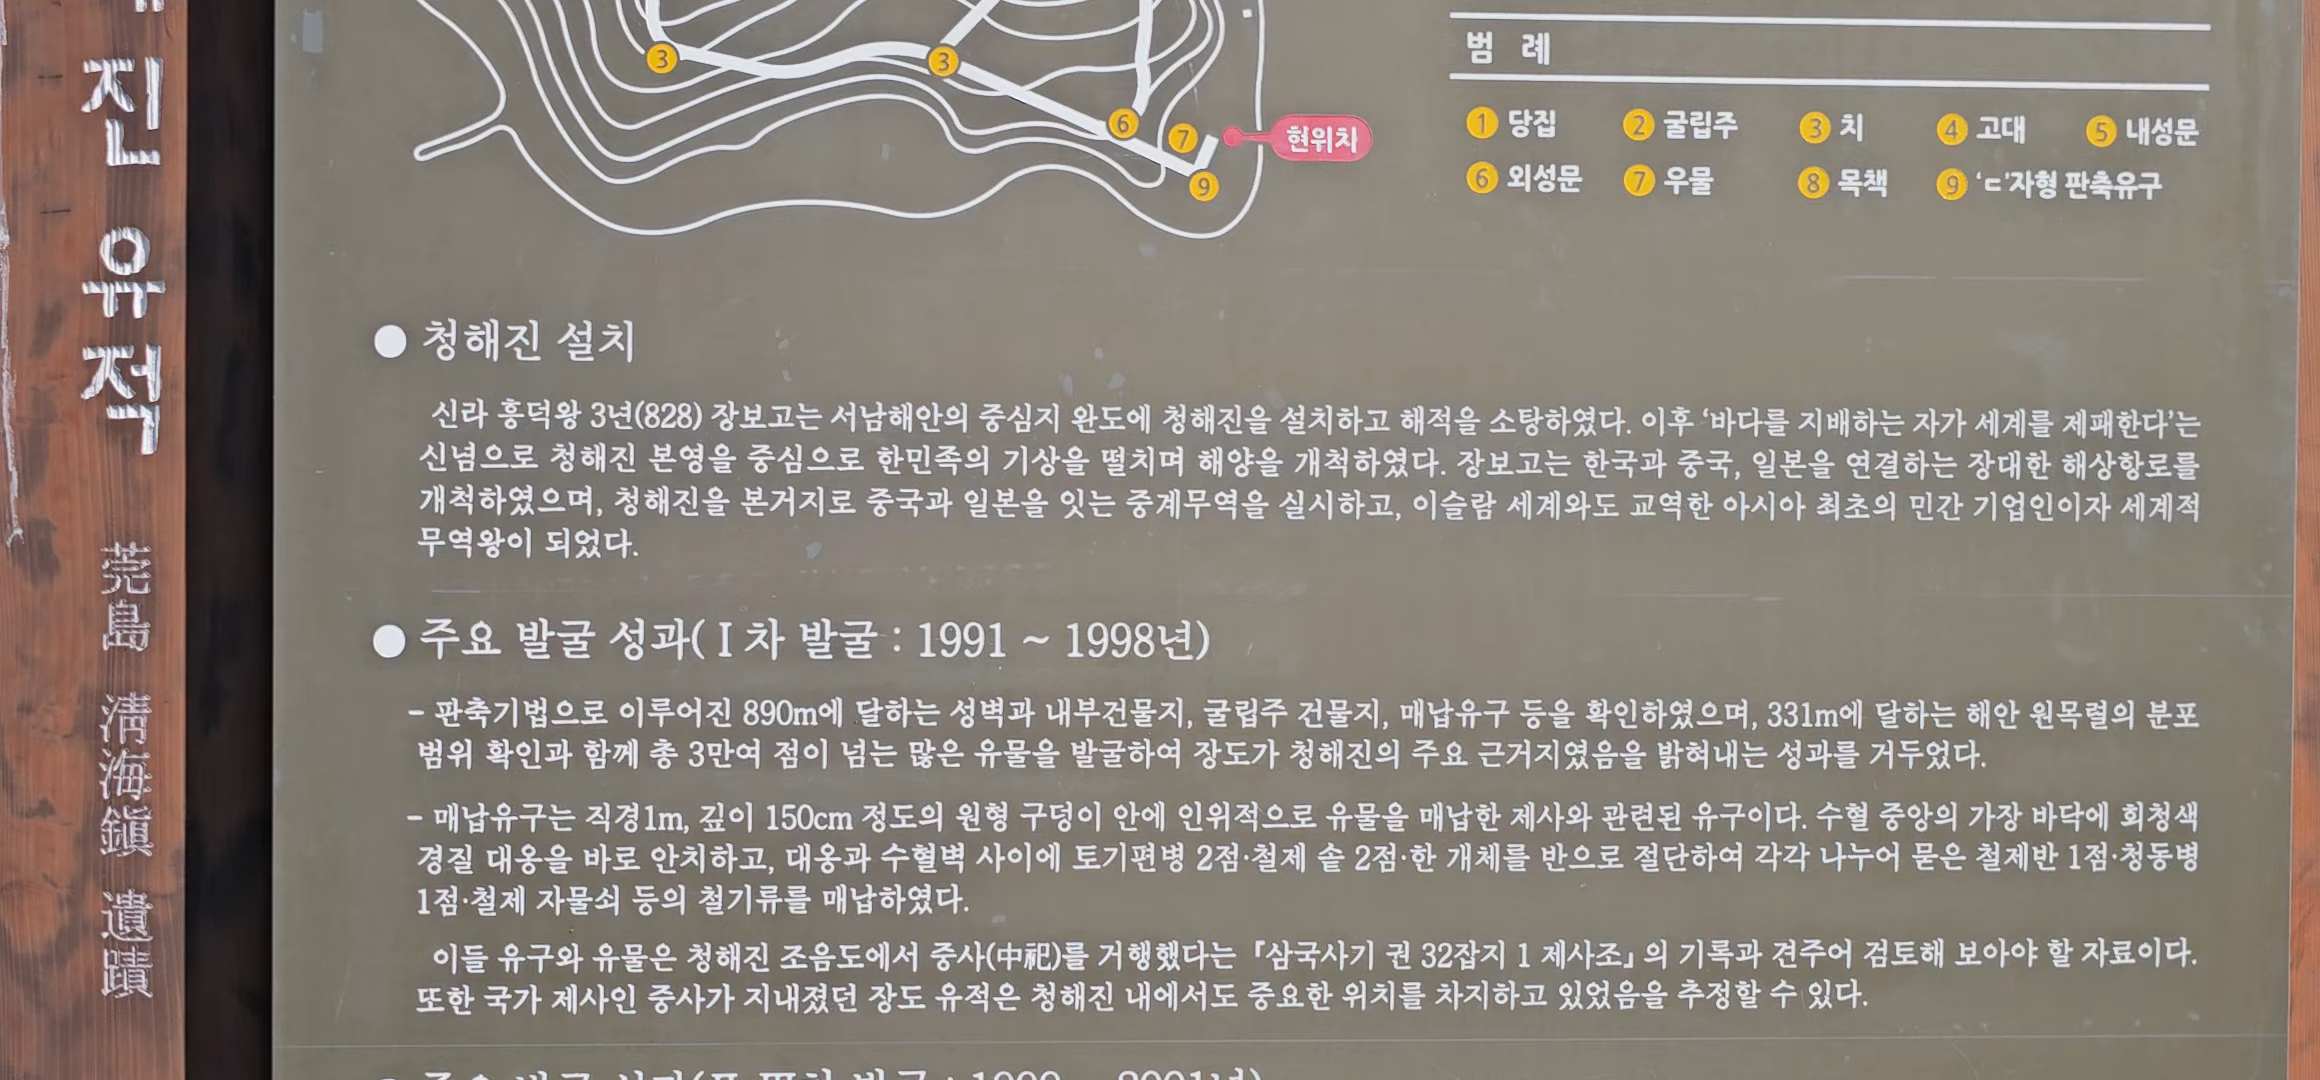 진 유적
莞島 淸海鎭 遺蹟
3
3
6
7
9
현위치
범 례
1 당집 2 굴립주 3 치 4 고대 5 내성문
6 외성문 7 우물 8 목책 9 ‘ㄷ’자형 판축유구
● 청해진 설치
신라 흥덕왕 3년(828) 장보고는 서남해안의 중심지 완도에 청해진을 설치하고 해적을 소탕하였다. 이후 ‘바다를 지배하는 자가 세계를 제패한다’는
신념으로 청해진 본영을 중심으로 한민족의 기상을 떨치며 해양을 개척하였다. 장보고는 한국과 중국, 일본을 연결하는 장대한 해상항로를
개척하였으며, 청해진을 본거지로 중국과 일본을 잇는 중계무역을 실시하고, 이슬람 세계와도 교역한 아시아 최초의 민간 기업인이자 세계적
무역왕이 되었다.
● 주요 발굴 성과(Ⅰ차 발굴 : 1991 ~ 1998년)
- 판축기법으로 이루어진 890m에 달하는 성벽과 내부건물지, 굴립주 건물지, 매납유구 등을 확인하였으며, 331m에 달하는 해안 원목렬의 분포
범위 확인과 함께 총 3만여 점이 넘는 많은 유물을 발굴하여 장도가 청해진의 주요 근거지였음을 밝혀내는 성과를 거두었다.
- 매납유구는 직경1m, 깊이 150cm 정도의 원형 구덩이 안에 인위적으로 유물을 매납한 제사와 관련된 유구이다. 수혈 중앙의 가장 바닥에 회청색
경질 대옹을 바로 안치하고, 대옹과 수혈벽 사이에 토기편병 2점·철제 솥 2점·한 개체를 반으로 절단하여 각각 나누어 묻은 철제반 1점·청동병
1점·철제 자물쇠 등의 철기류를 매납하였다.
이들 유구와 유물은 청해진 조음도에서 중사(中祀)를 거행했다는 『삼국사기 권 32잡지 1 제사조』의 기록과 견주어 검토해 보아야 할 자료이다.
또한 국가 제사인 중사가 지내졌던 장도 유적은 청해진 내에서도 중요한 위치를 차지하고 있었음을 추정할 수 있다.